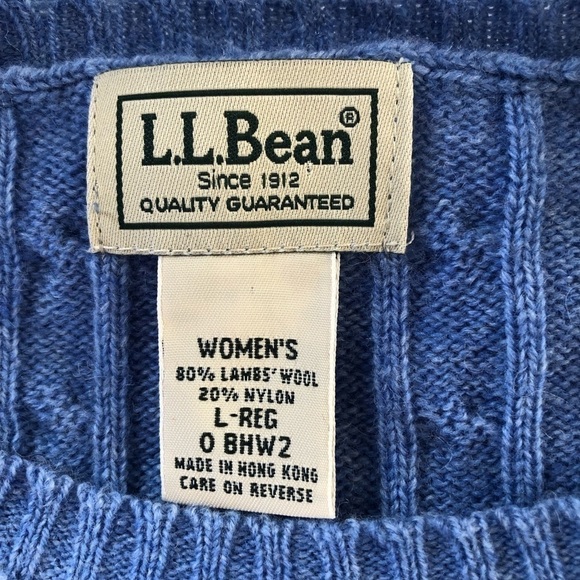 L.L.Bean®
Since 1912
QUALITY GUARANTEED
WOMEN'S
80% LAMBS' WOOL
20% NYLON
L-REG
0 BHW2
MADE IN HONG KONG
CARE ON REVERSE